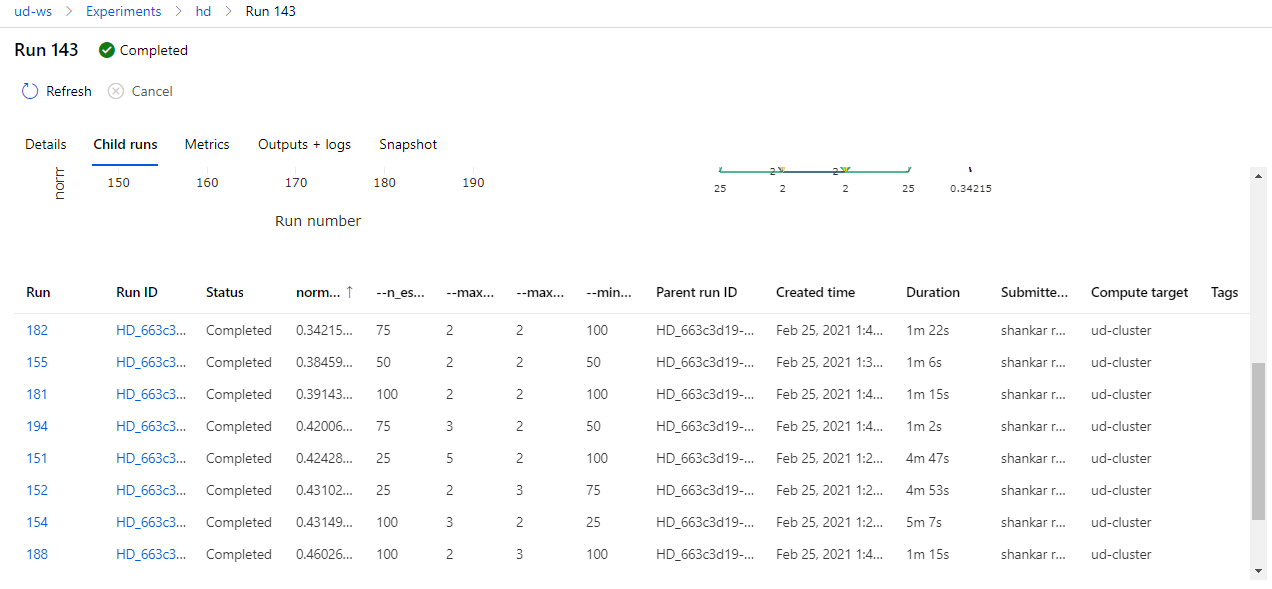 ud-ws > Experiments > hd > Run 143
Run 143 Completed
Refresh Cancel
Details Child runs Metrics Outputs + logs Snapshot
norm
150 160 170 180 190
Run number
2 2
25 2 2 25 0.34215
Run Run ID Status norm... ↑ --n_es... --max... --max... --min... Parent run ID Created time Duration Submitte... Compute target Tags
182 HD_663c3... Completed 0.34215... 75 2 2 100 HD_663c3d19-... Feb 25, 2021 1:4... 1m 22s shankar r... ud-cluster
155 HD_663c3... Completed 0.38459... 50 2 2 50 HD_663c3d19-... Feb 25, 2021 1:3... 1m 6s shankar r... ud-cluster
181 HD_663c3... Completed 0.39143... 100 2 2 100 HD_663c3d19-... Feb 25, 2021 1:4... 1m 15s shankar r... ud-cluster
194 HD_663c3... Completed 0.42006... 75 3 2 50 HD_663c3d19-... Feb 25, 2021 1:4... 1m 2s shankar r... ud-cluster
151 HD_663c3... Completed 0.42428... 25 5 2 100 HD_663c3d19-... Feb 25, 2021 1:2... 4m 47s shankar r... ud-cluster
152 HD_663c3... Completed 0.43102... 25 2 3 75 HD_663c3d19-... Feb 25, 2021 1:2... 4m 53s shankar r... ud-cluster
154 HD_663c3... Completed 0.43149... 100 3 2 25 HD_663c3d19-... Feb 25, 2021 1:2... 5m 7s shankar r... ud-cluster
188 HD_663c3... Completed 0.46026... 100 2 3 100 HD_663c3d19-... Feb 25, 2021 1:4... 1m 15s shankar r... ud-cluster